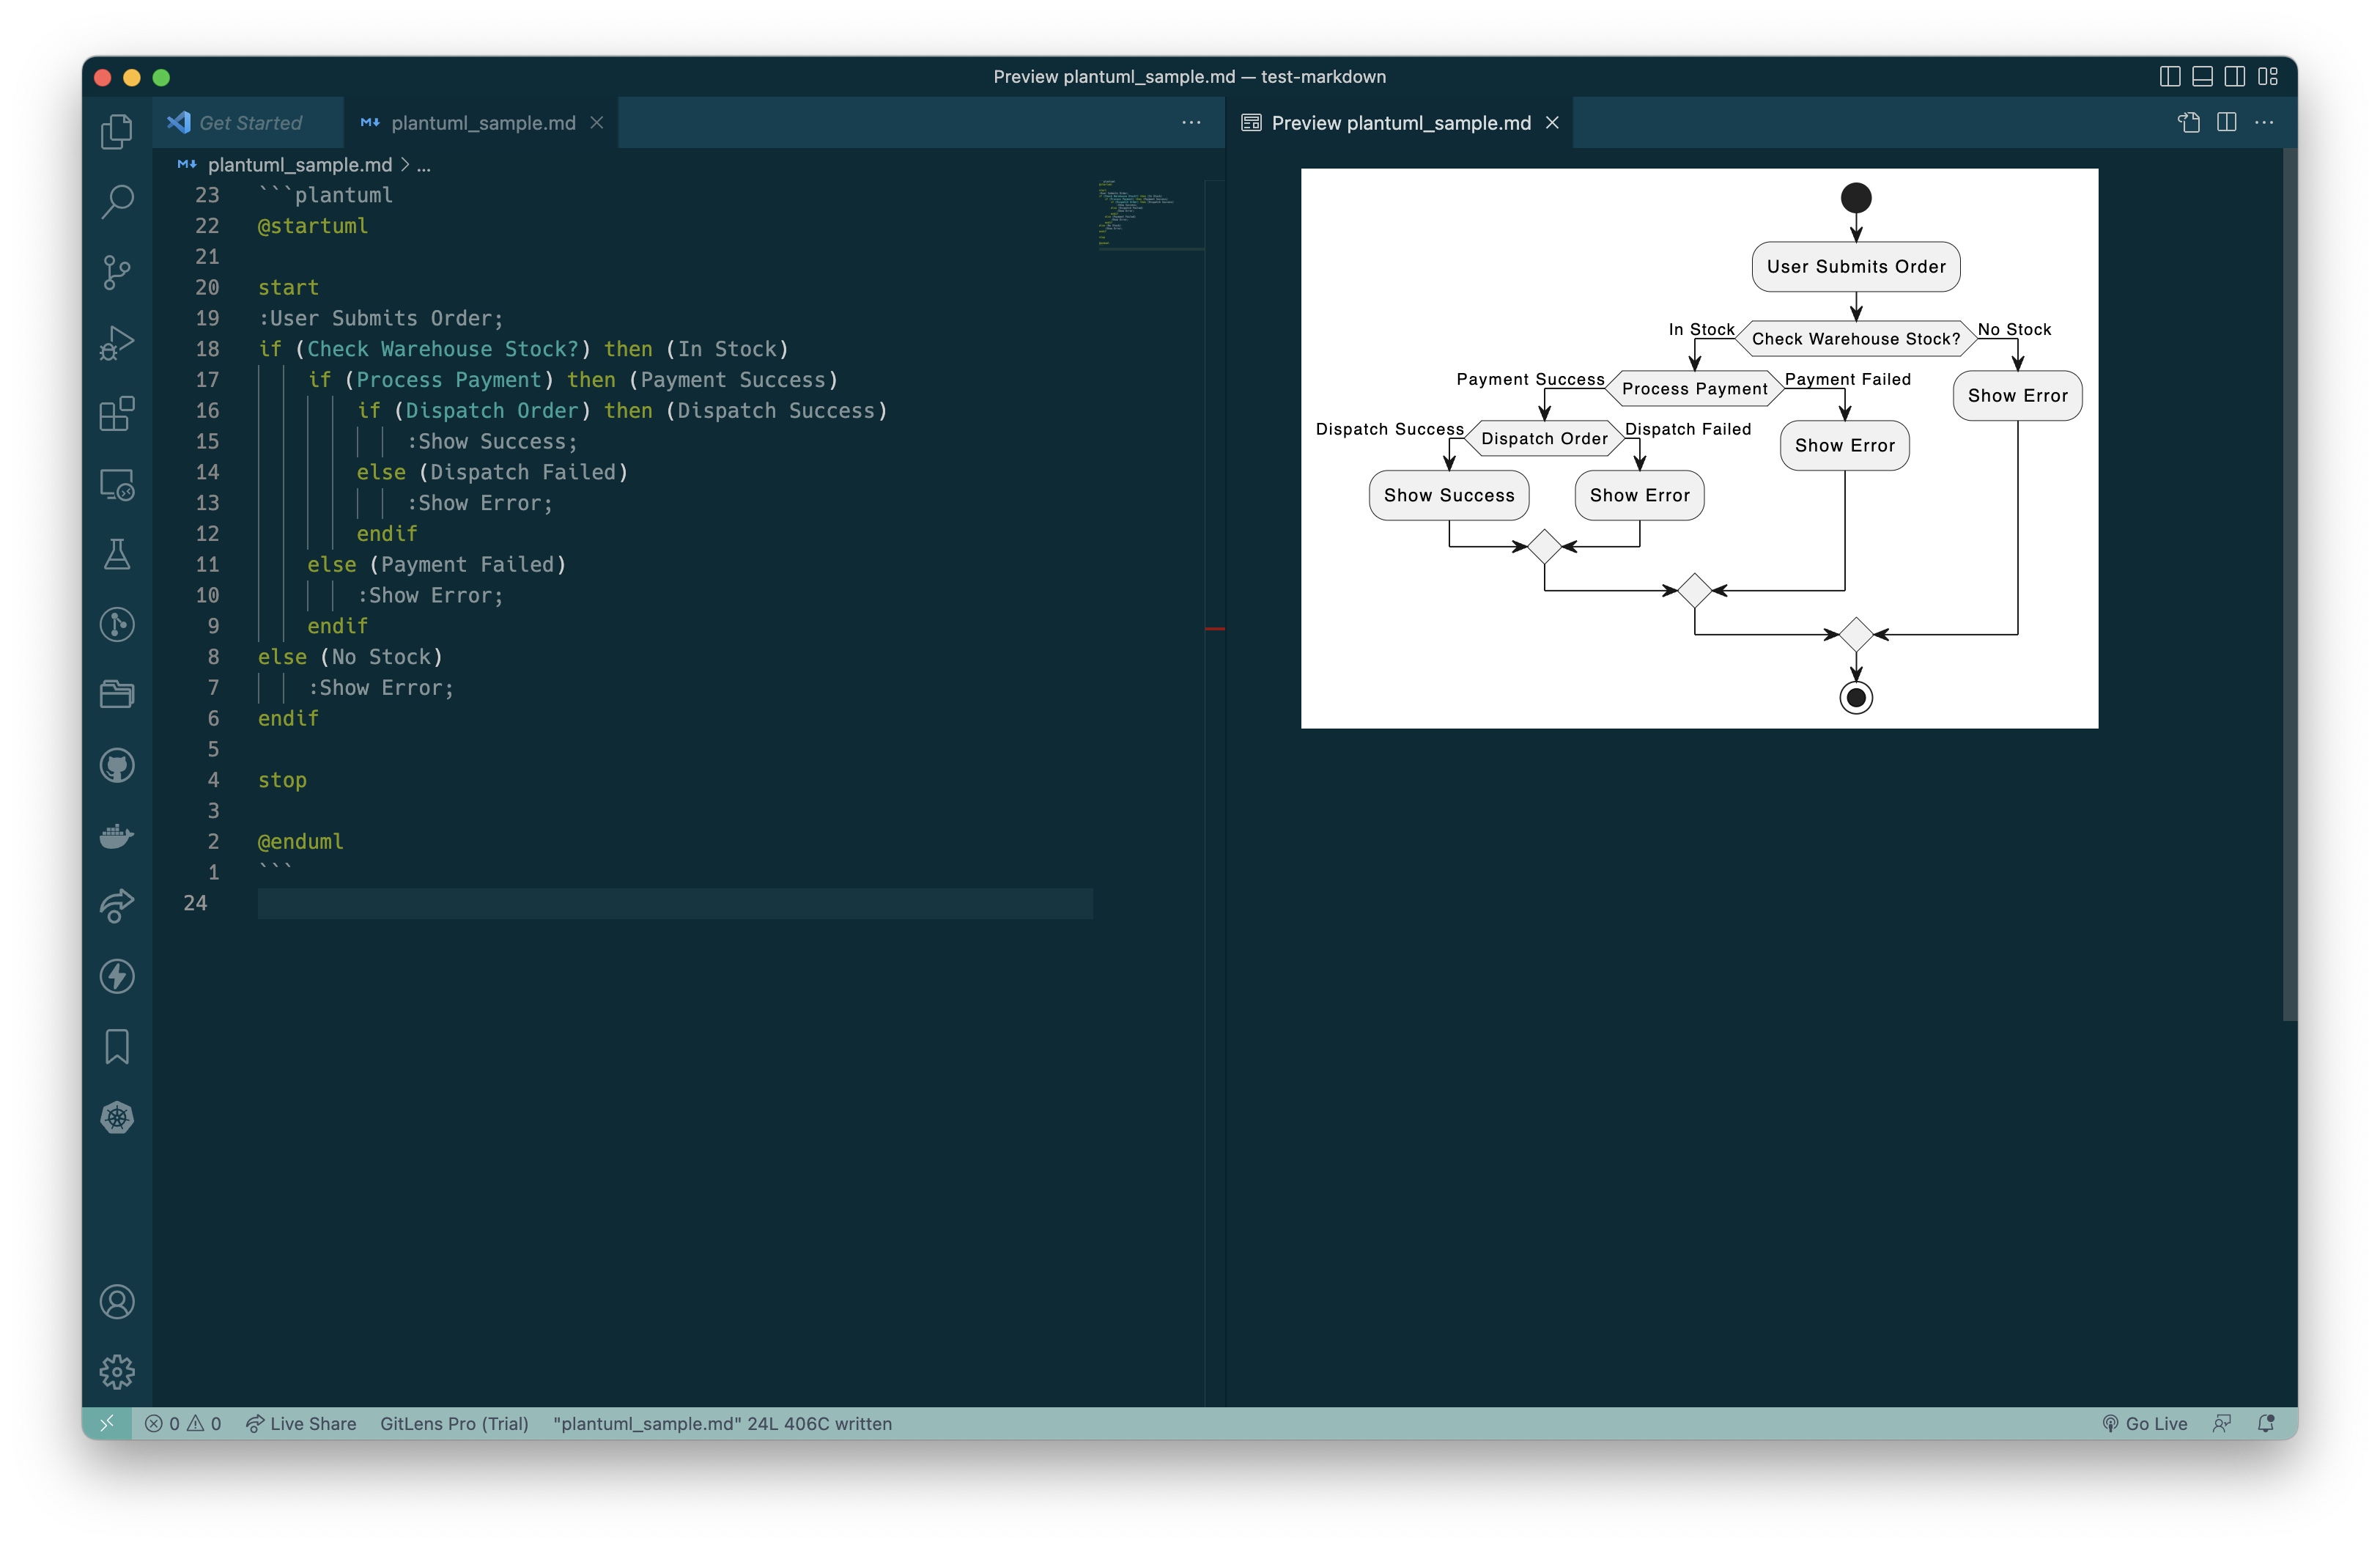 Preview plantuml_sample.md — test-markdown
Get Started
plantuml_sample.md
Preview plantuml_sample.md
plantuml_sample.md > ...
23 ```plantuml
22 @startuml
21
20 start
19 :User Submits Order;
18 if (Check Warehouse Stock?) then (In Stock)
17 if (Process Payment) then (Payment Success)
16 if (Dispatch Order) then (Dispatch Success)
15 :Show Success;
14 else (Dispatch Failed)
13 :Show Error;
12 endif
11 else (Payment Failed)
10 :Show Error;
9 endif
8 else (No Stock)
7 :Show Error;
6 endif
5
4 stop
3
2 @enduml
1 ```
24
User Submits Order
In Stock
Check Warehouse Stock?
No Stock
Payment Success
Process Payment
Payment Failed
Show Error
Dispatch Success
Dispatch Order
Dispatch Failed
Show Error
Show Success
Show Error
0 0 Live Share GitLens Pro (Trial) "plantuml_sample.md" 24L 406C written
Go Live